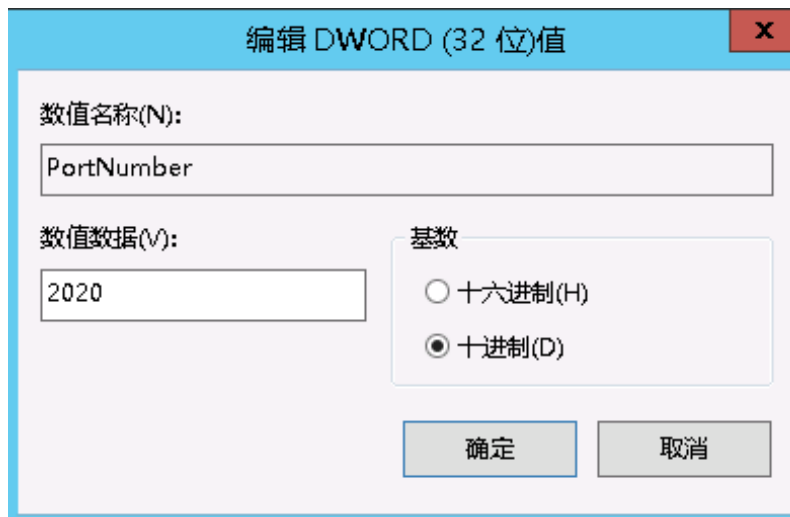 编辑 DWORD (32 位)值
x
数值名称(N):
PortNumber
数值数据(V):
基数
2020
十六进制(H)
十进制(D)
确定
取消